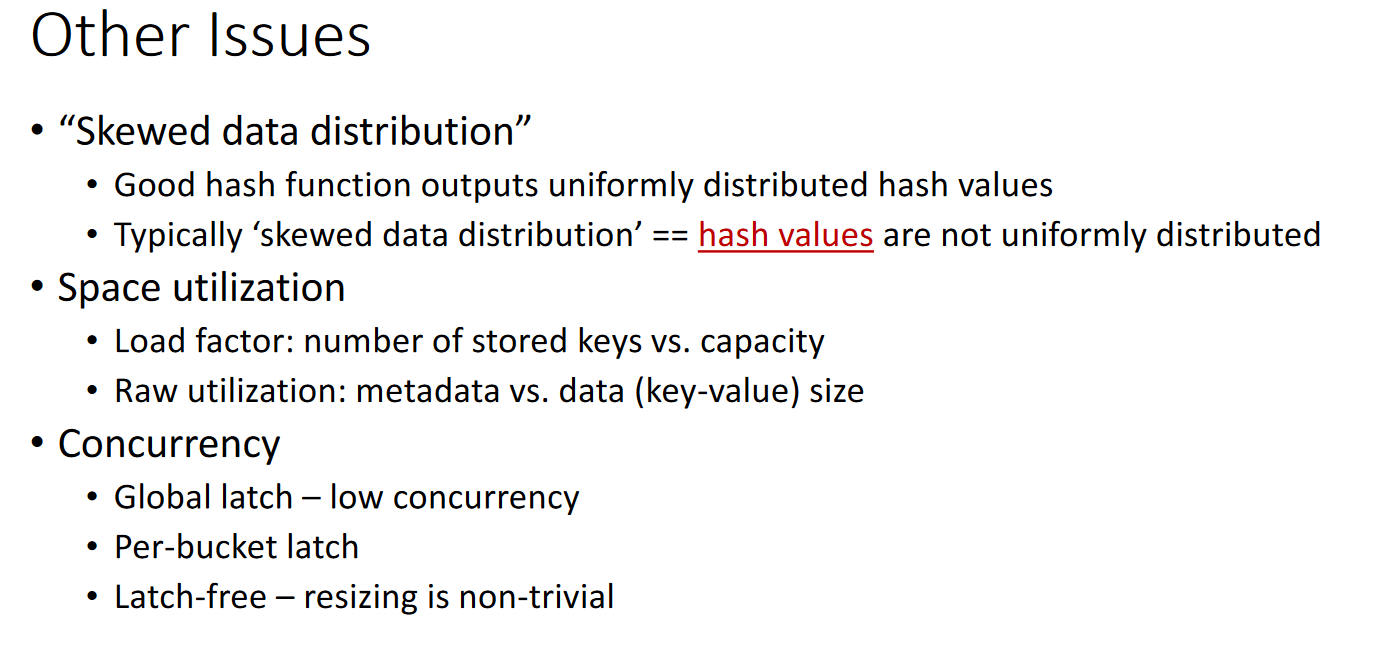 Other Issues
• “Skewed data distribution”
• Good hash function outputs uniformly distributed hash values
• Typically ‘skewed data distribution’ == hash values are not uniformly distributed
• Space utilization
• Load factor: number of stored keys vs. capacity
• Raw utilization: metadata vs. data (key-value) size
• Concurrency
• Global latch – low concurrency
• Per-bucket latch
• Latch-free – resizing is non-trivial